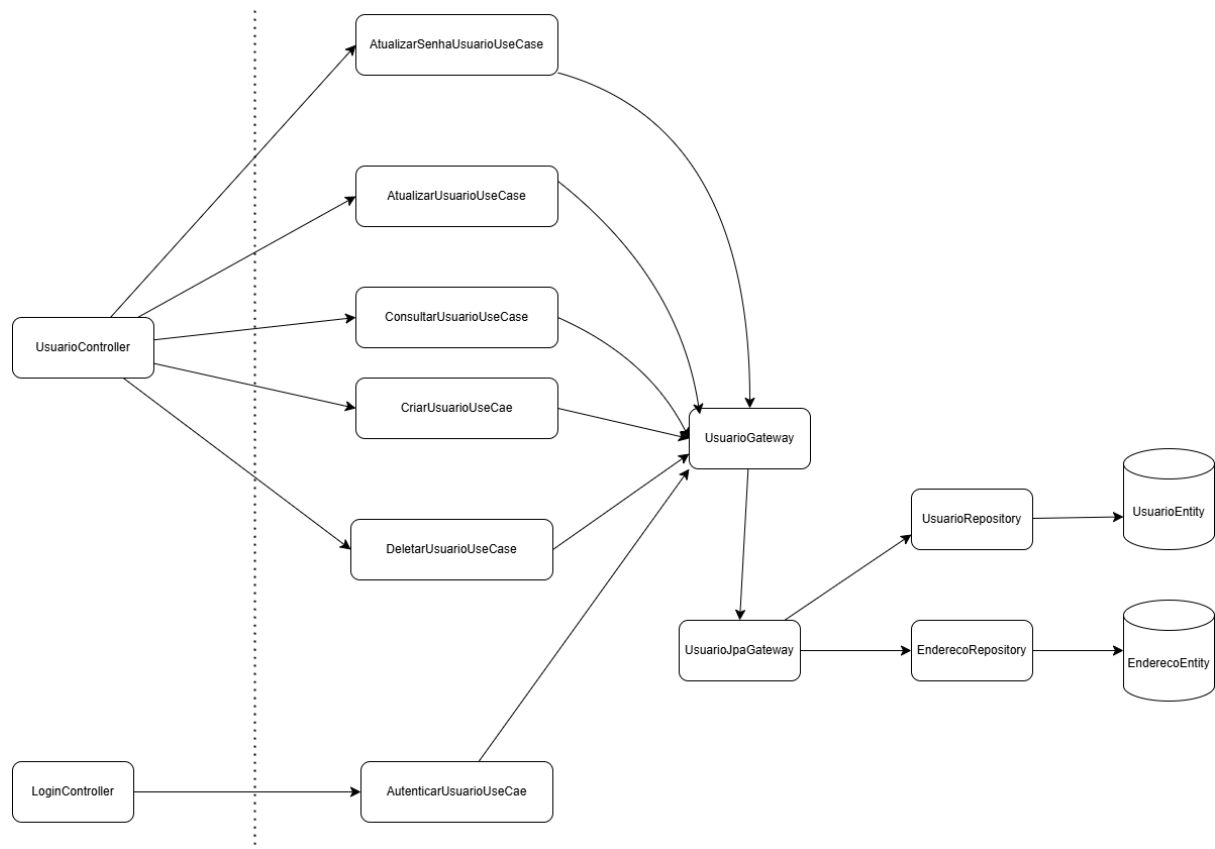 AtualizarSenhaUsuarioUseCase
AtualizarUsuarioUseCase
ConsultarUsuarioUseCase
UsuarioController
CriarUsuarioUseCae
UsuarioGateway
UsuarioRepository
UsuarioEntity
DeletarUsuarioUseCase
UsuarioJpaGateway
EnderecoRepository
EnderecoEntity
LoginController
AutenticarUsuarioUseCae